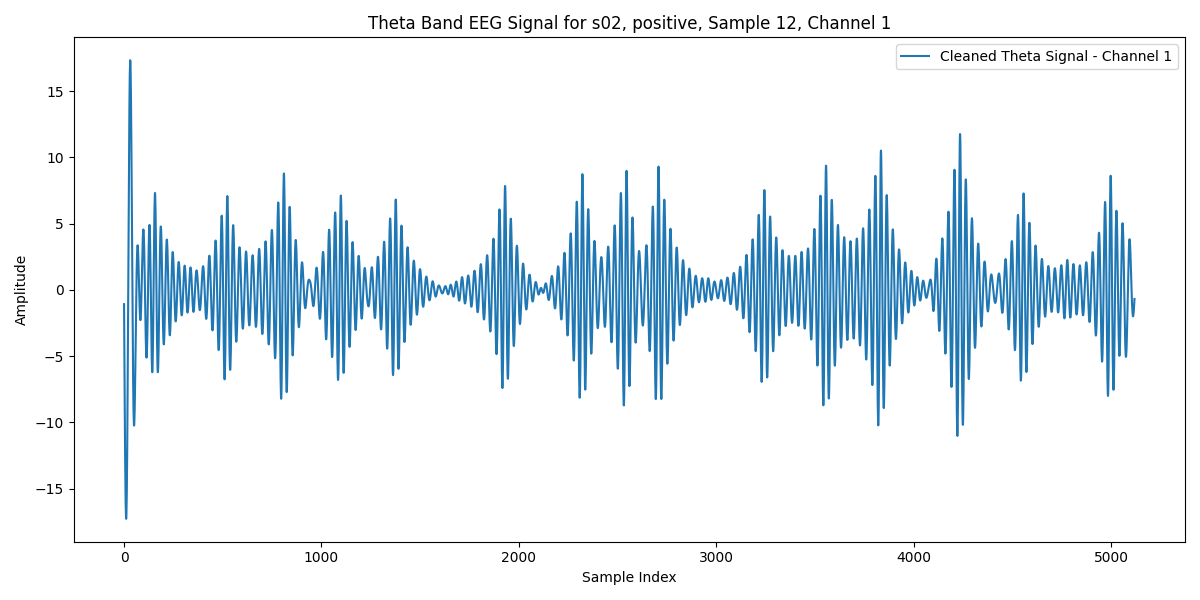 Theta Band EEG Signal for s02, positive, Sample 12, Channel 1
Cleaned Theta Signal - Channel 1
Amplitude
15
10
5
0
−5
−10
−15
0 1000 2000 3000 4000 5000
Sample Index